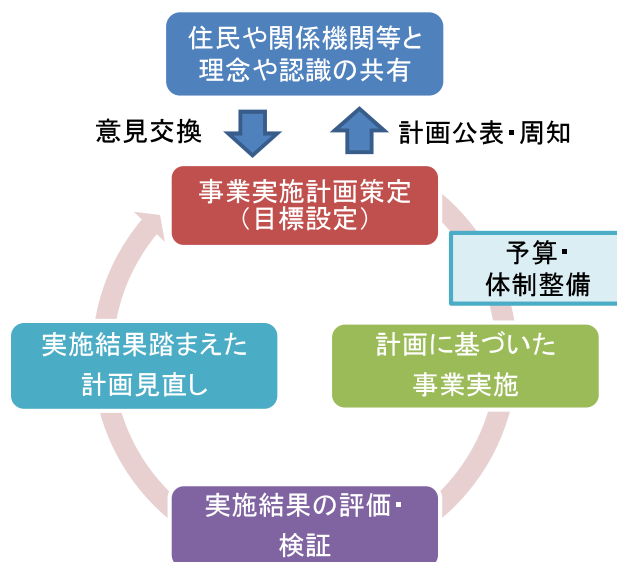 住民や関係機関等と
理念や認識の共有
意見交換
計画公表・周知
事業実施計画策定
（目標設定）
予算・
体制整備
実施結果踏まえた
計画見直し
計画に基づいた
事業実施
実施結果の評価・
検証